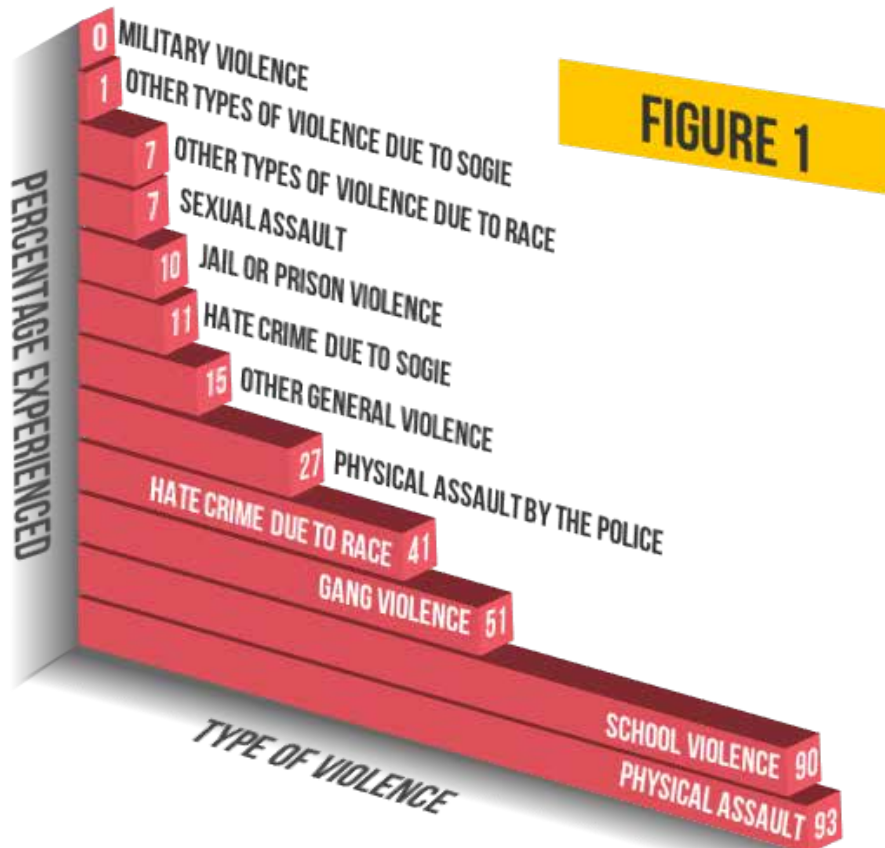 0 MILITARY VIOLENCE
1 OTHER TYPES OF VIOLENCE DUE TO SOGIE
7 OTHER TYPES OF VIOLENCE DUE TO RACE
7 SEXUAL ASSAULT
10 JAIL OR PRISON VIOLENCE
11 HATE CRIME DUE TO SOGIE
15 OTHER GENERAL VIOLENCE
27 PHYSICAL ASSAULT BY THE POLICE
HATE CRIME DUE TO RACE 41
GANG VIOLENCE 51
SCHOOL VIOLENCE 90
PHYSICAL ASSAULT 93
FIGURE 1
PERCENTAGE EXPERIENCED
TYPE OF VIOLENCE